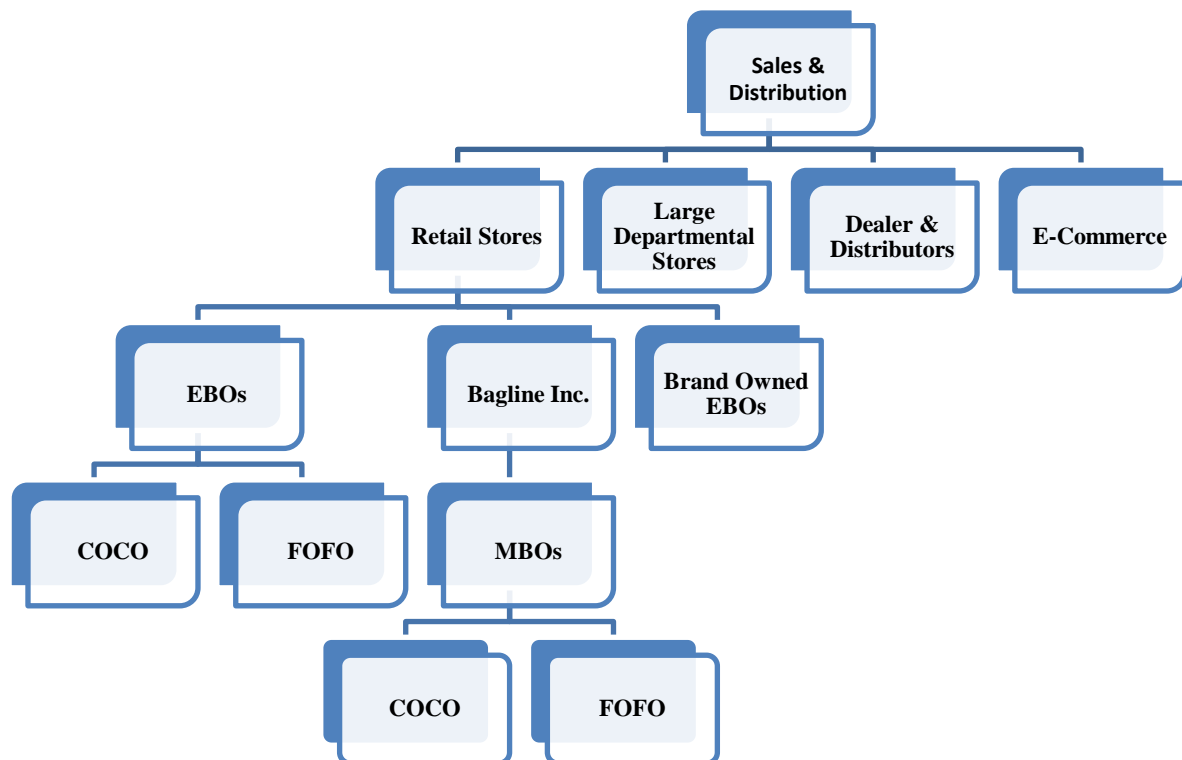 Sales &
Distribution
Retail Stores
Large
Departmental
Stores
Dealer &
Distributors
E-Commerce
EBOs
Bagline Inc.
Brand Owned
EBOs
COCO
FOFO
MBOs
COCO
FOFO